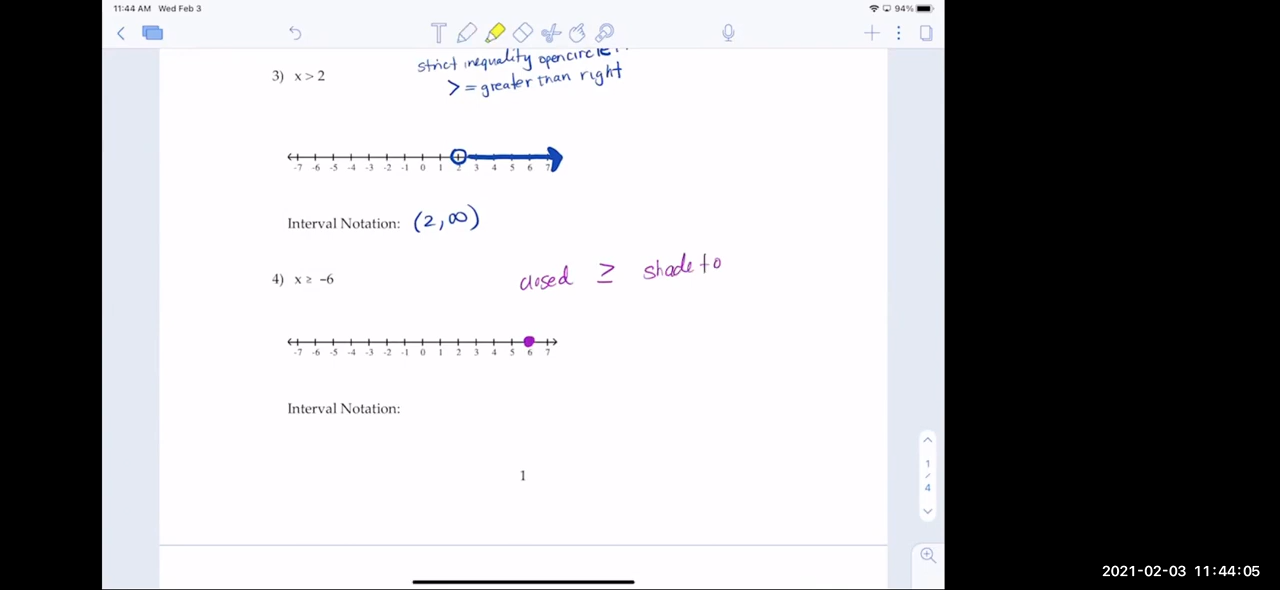 11:44 AM Wed Feb 3
94%
T
strict inequality open circle
3) x > 2
> = greater than right
-7 -6 -5 -4 -3 -2 -1 0 1 2 3 4 5 6 7
Interval Notation: (2, ∞)
4) x ≥ -6
closed ≥ shade to
-7 -6 -5 -4 -3 -2 -1 0 1 2 3 4 5 6 7
Interval Notation:
1
1
/
4
2021-02-03 11:44:05